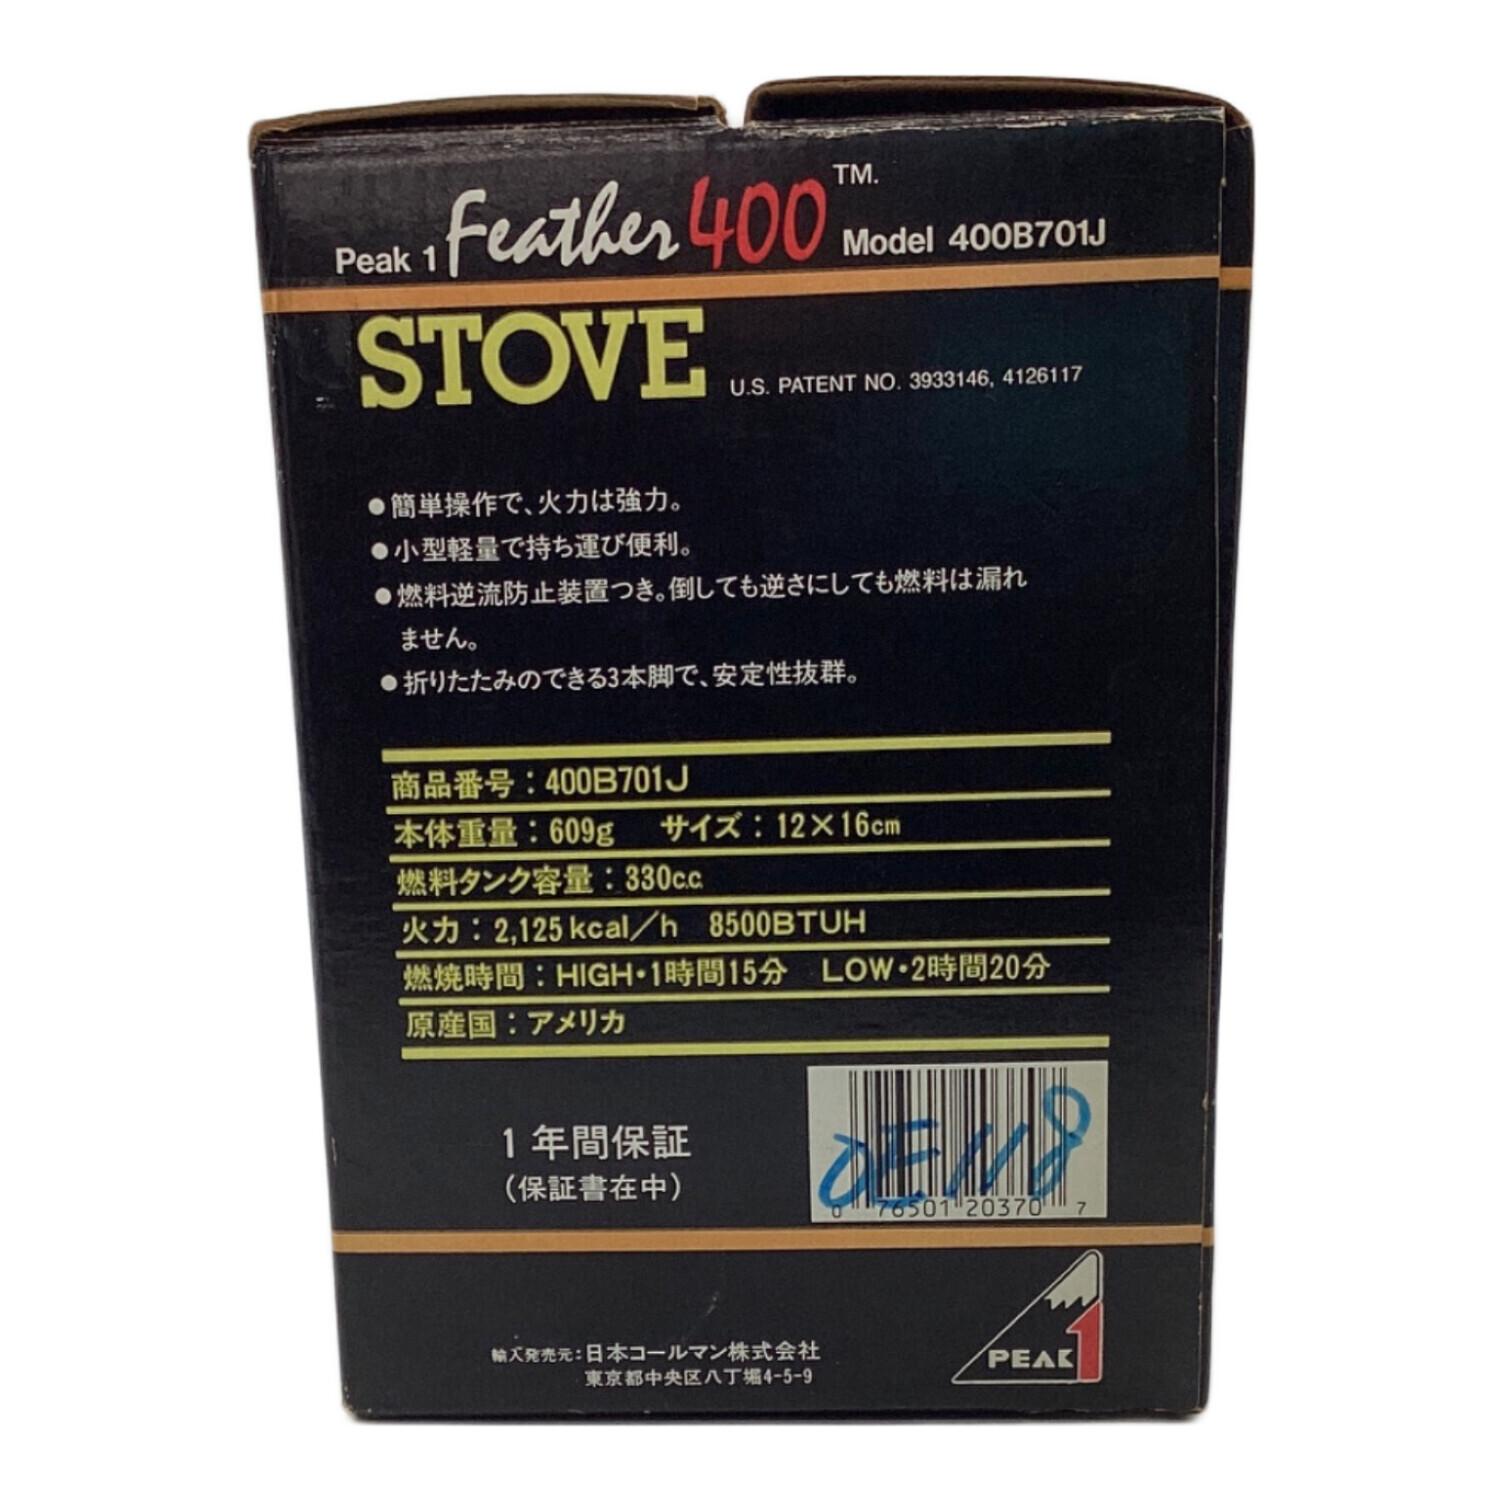 Peak 1 Feather 400 TM. Model 400B701J
STOVE U.S. PATENT NO. 3933146, 4126117
●簡単操作で、火力は強力。
●小型軽量で持ち運び便利。
●燃料逆流防止装置つき。倒しても逆さにしても燃料は漏れ
ません。
●折りたたみのできる3本脚で、安定性抜群。
商品番号：400B701J
本体重量：609g サイズ：12×16cm
燃料タンク容量：330c.c.
火力：2,125kcal/h 8500BTUH
燃焼時間：HIGH・1時間15分 LOW・2時間20分
原産国：アメリカ
1年間保証
(保証書在中)
OE118
0 76501 20370 7
輸入発売元：日本コールマン株式会社
東京都中央区八丁堀4-5-9
PEAK 1